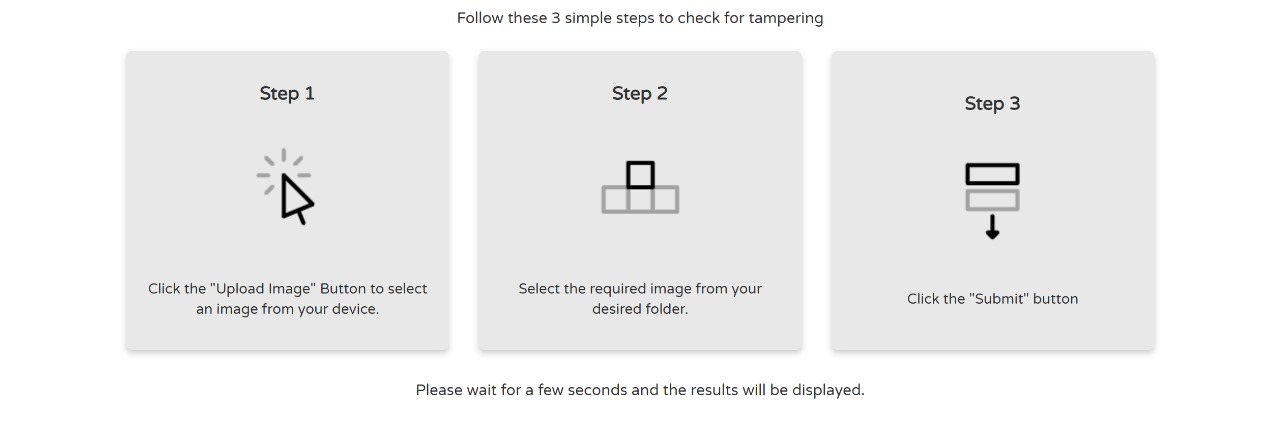 Follow these 3 simple steps to check for tampering
Step 1
Click the "Upload Image" Button to select
an image from your device.
Step 2
Select the required image from your
desired folder.
Step 3
Click the "Submit" button
Please wait for a few seconds and the results will be displayed.